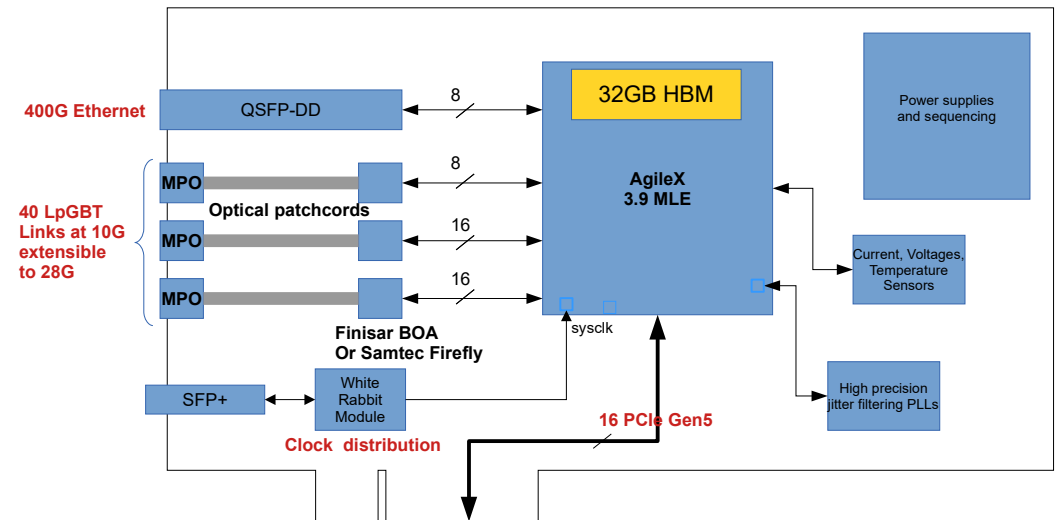 400G Ethernet
QSFP-DD
8
32GB HBM
AgileX
3.9 MLE
Power supplies
and sequencing
MPO
8
Optical patchcords
40 LpGBT
Links at 10G
extensible
to 28G
MPO
16
MPO
16
Current, Voltages,
Temperature
Sensors
sysclk
Finisar BOA
Or Samtec Firefly
SFP+
White
Rabbit
Module
Clock distribution
16 PCIe Gen5
High precision
jitter filtering PLLs